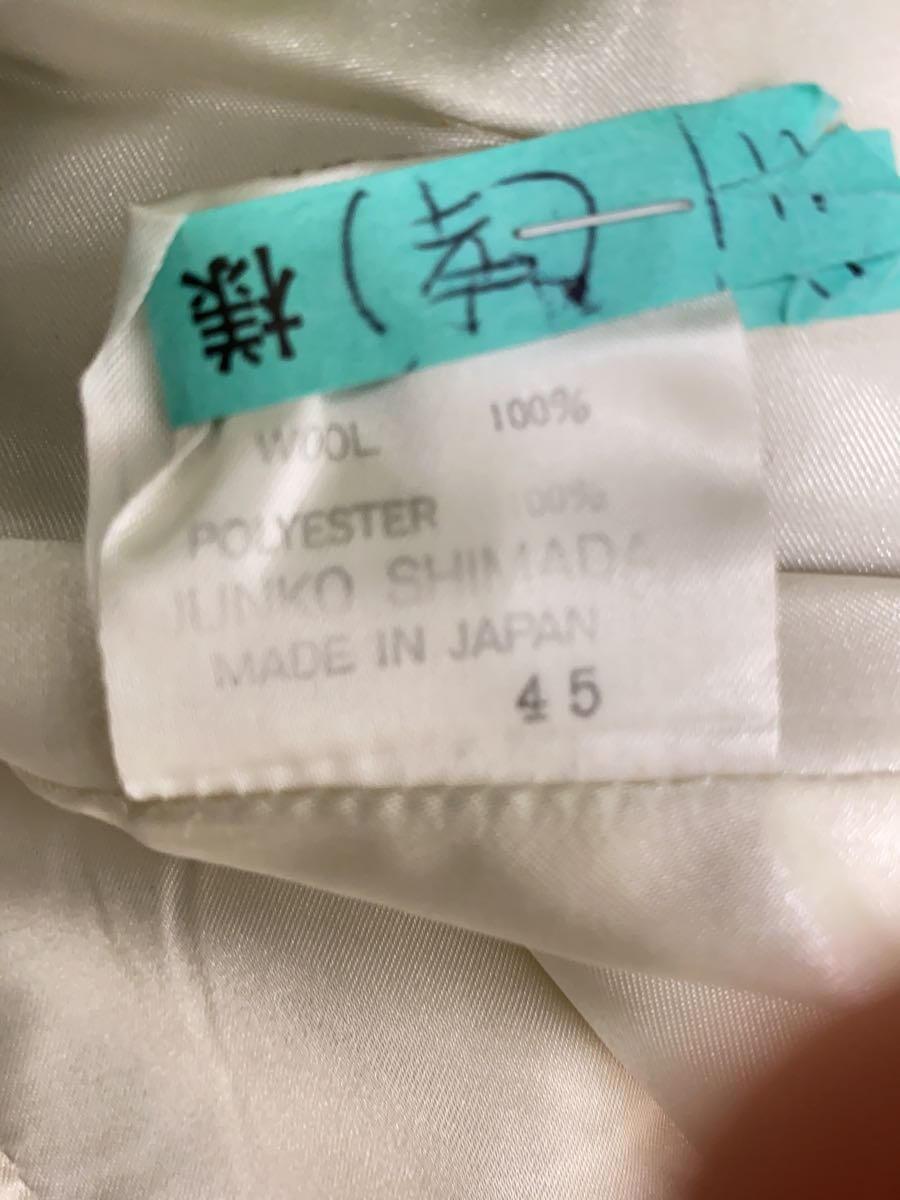 様
WOOL 100%
POLYESTER 100%
JUNKO SHIMADA
MADE IN JAPAN
45